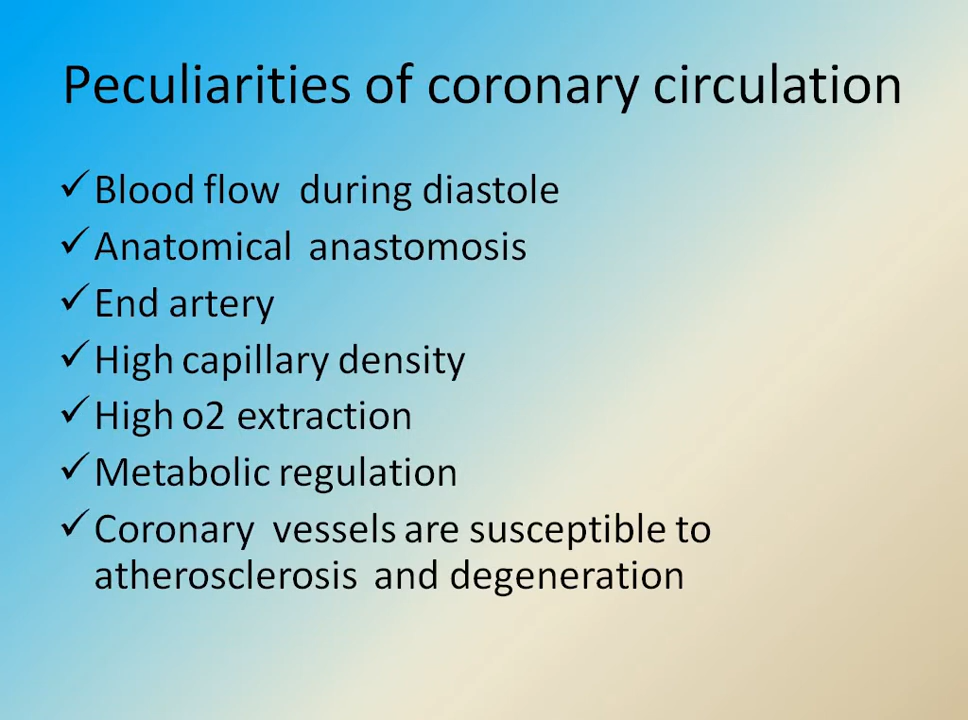 Peculiarities of coronary circulation
✓ Blood flow during diastole
✓ Anatomical anastomosis
✓ End artery
✓ High capillary density
✓ High o2 extraction
✓ Metabolic regulation
✓ Coronary vessels are susceptible to
atherosclerosis and degeneration